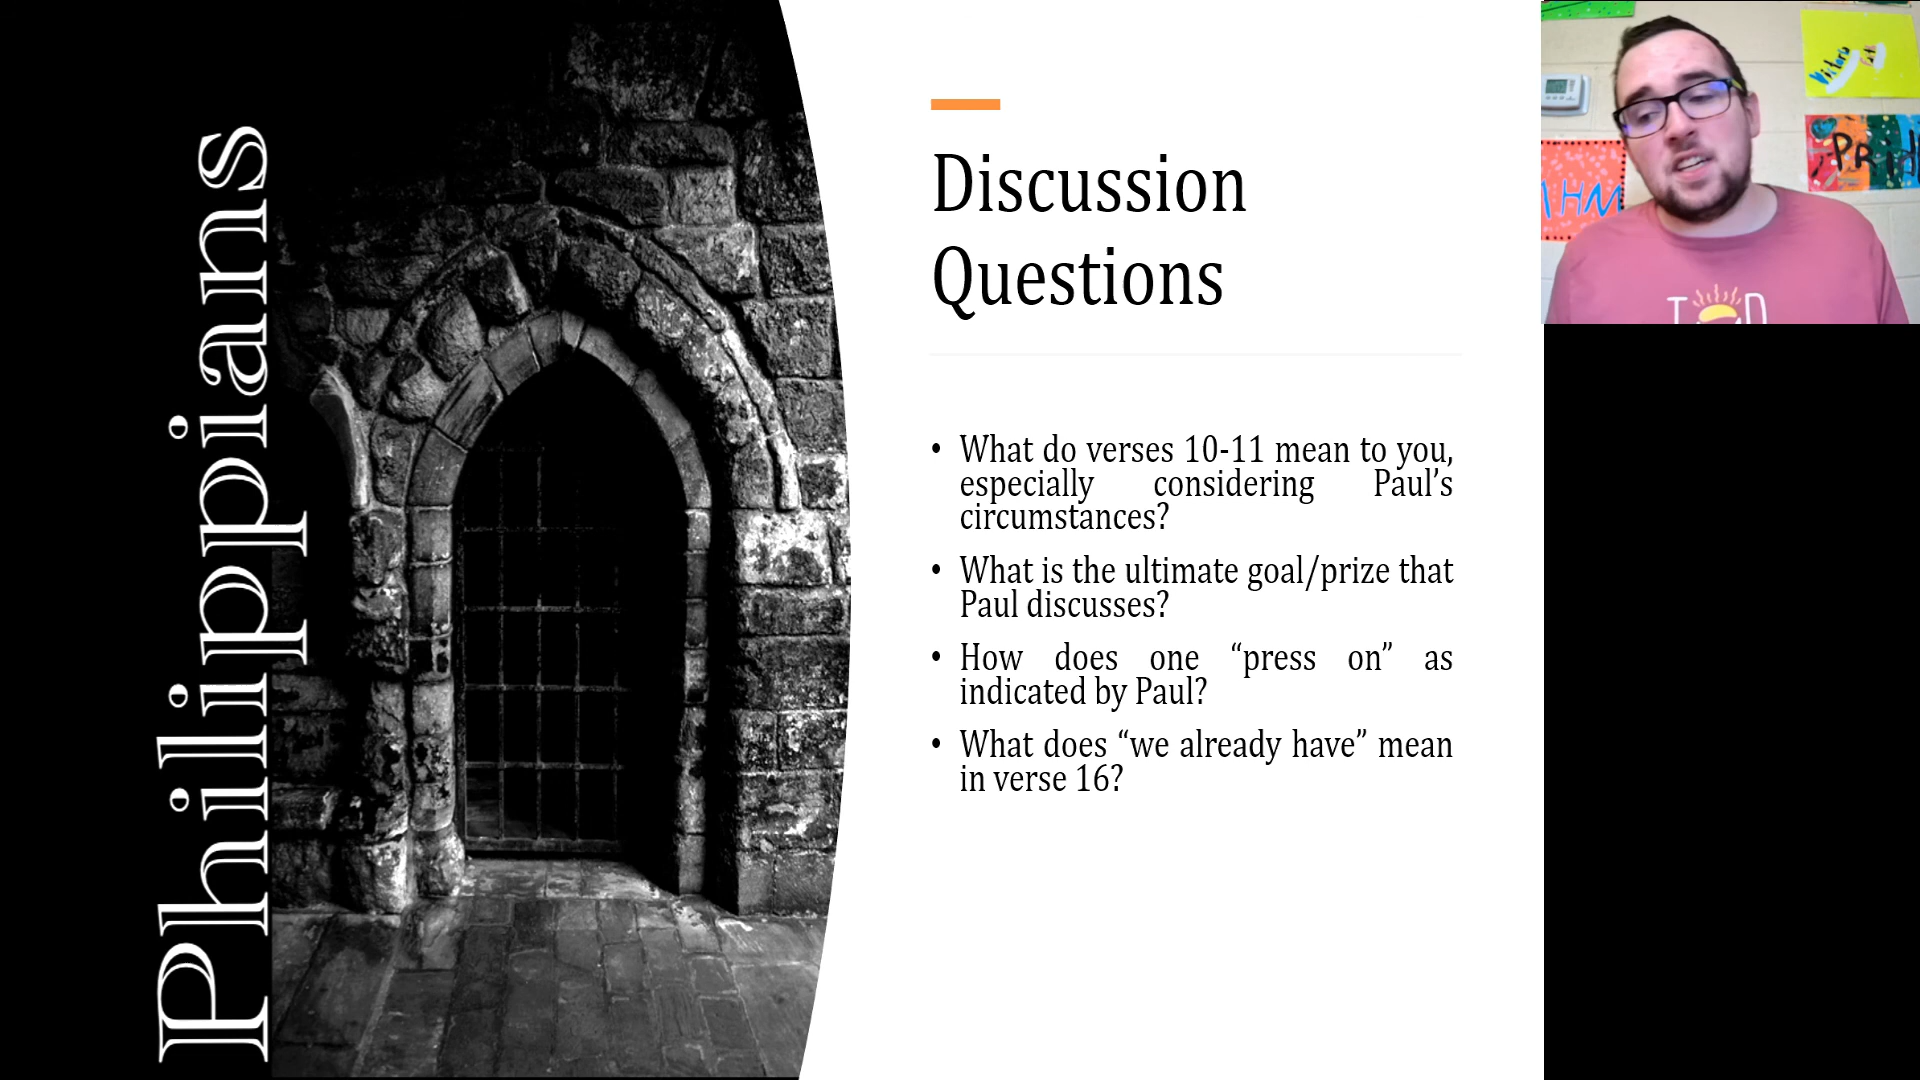 Philippians
Discussion
Questions
• What do verses 10-11 mean to you,
especially considering Paul’s
circumstances?
• What is the ultimate goal/prize that
Paul discusses?
• How does one “press on” as
indicated by Paul?
• What does “we already have” mean
in verse 16?